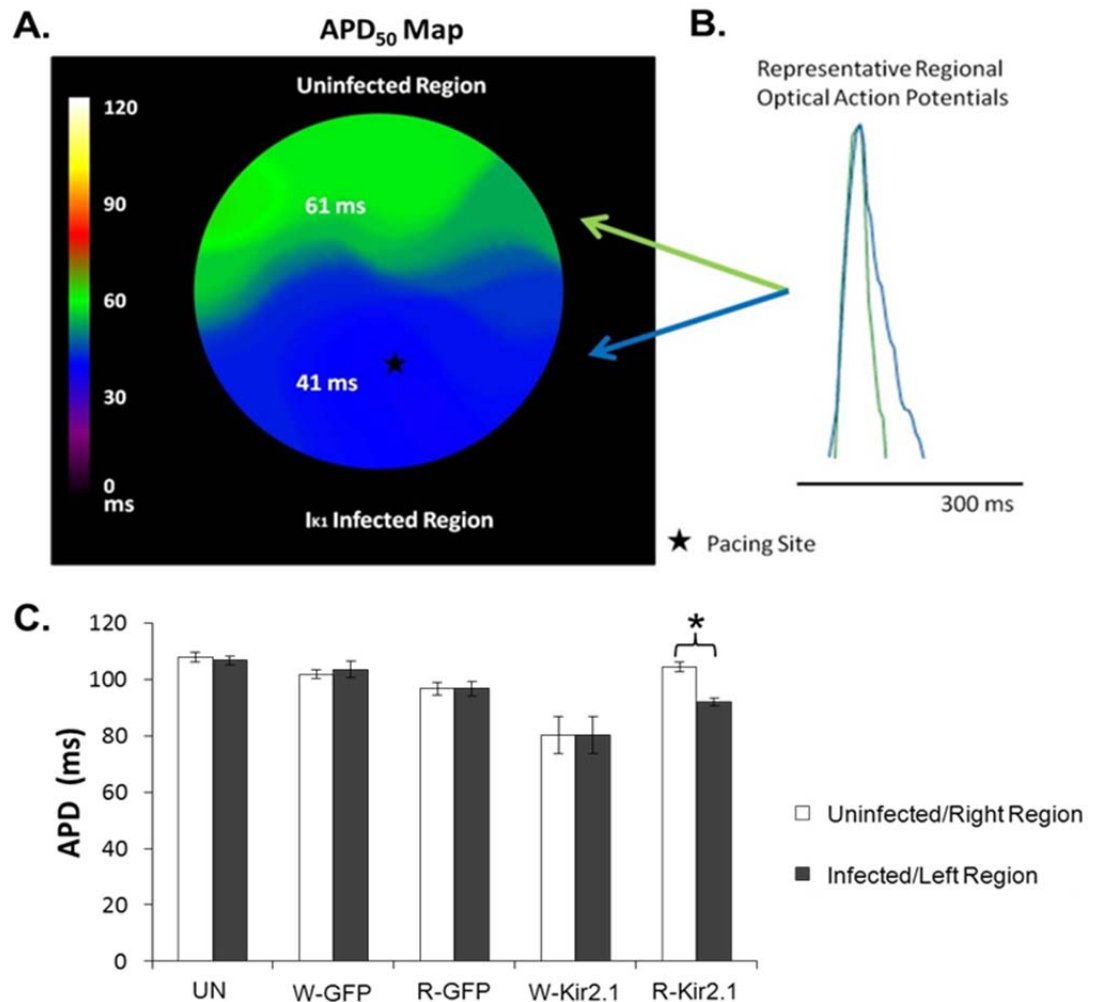 A.
APD50 Map
Uninfected Region
120
90
60
30
0
ms
61 ms
41 ms
IK1 Infected Region
B.
Representative Regional
Optical Action Potentials
300 ms
★ Pacing Site
C.
APD (ms)
120
100
80
60
40
20
0
*
UN
W-GFP
R-GFP
W-Kir2.1
R-Kir2.1
Uninfected/Right Region
Infected/Left Region